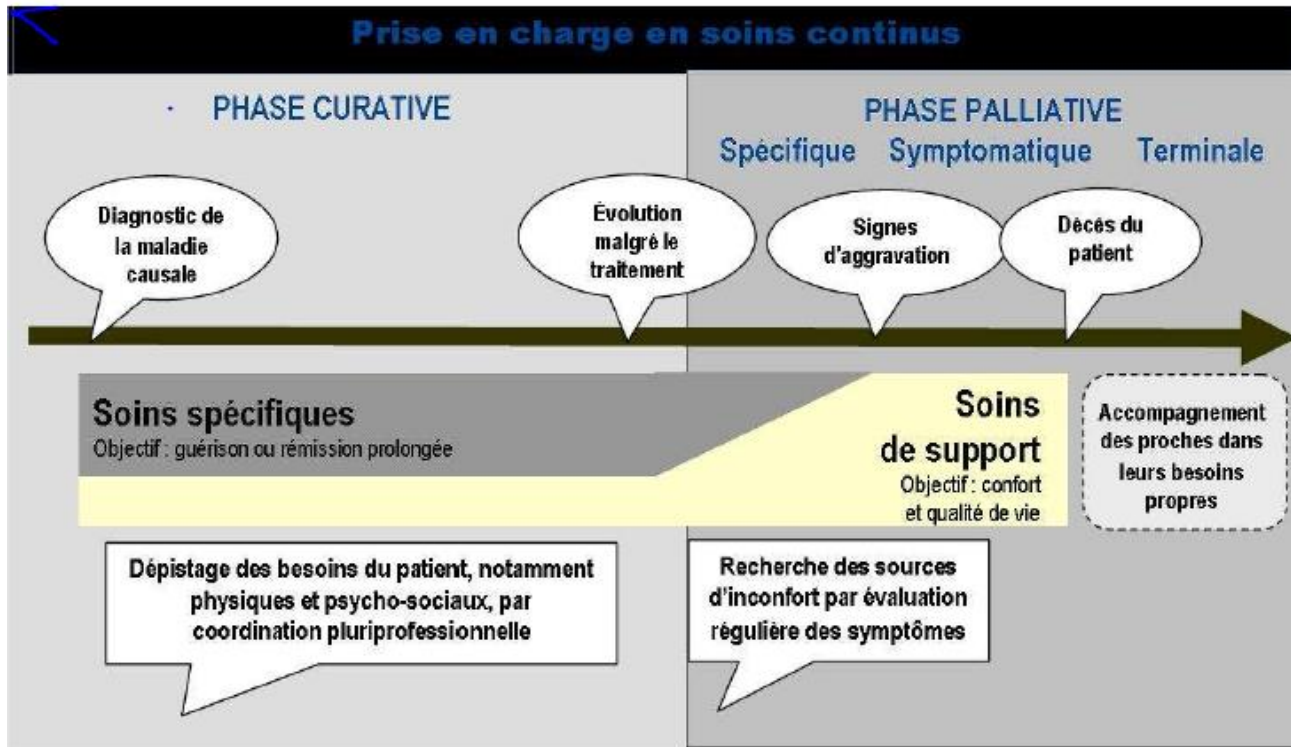 Prise en charge en soins continus
PHASE CURATIVE
PHASE PALLIATIVE
Spécifique Symptomatique Terminale
Diagnostic de
la maladie
causale
Évolution
malgré le
traitement
Signes
d'aggravation
Décés du
patient
Soins spécifiques
Objectif : guérison ou rémission prolongée
Soins
de support
Objectif : confort
et qualité de vie
Accompagnement
des proches dans
leurs besoins
propres
Dépistage des besoins du patient, notamment
physiques et psycho-sociaux, par
coordination pluriprofessionnelle
Recherche des sources
d'inconfort par évaluation
régulière des symptômes